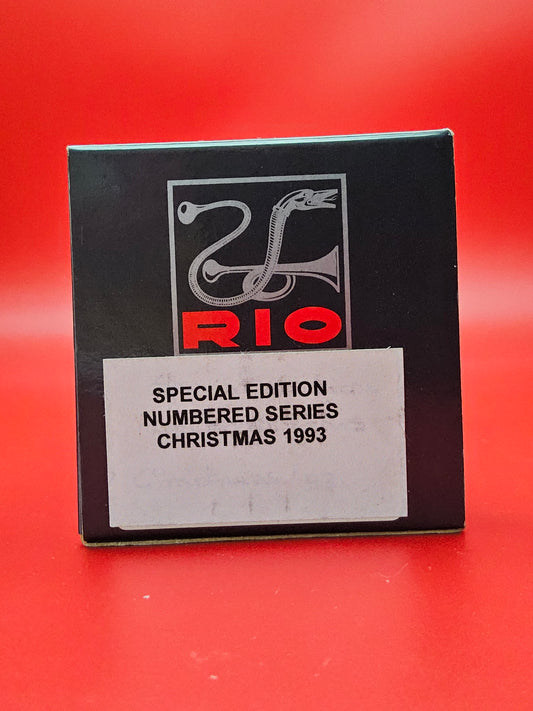 RIO
SPECIAL EDITION
NUMBERED SERIES
CHRISTMAS 1993